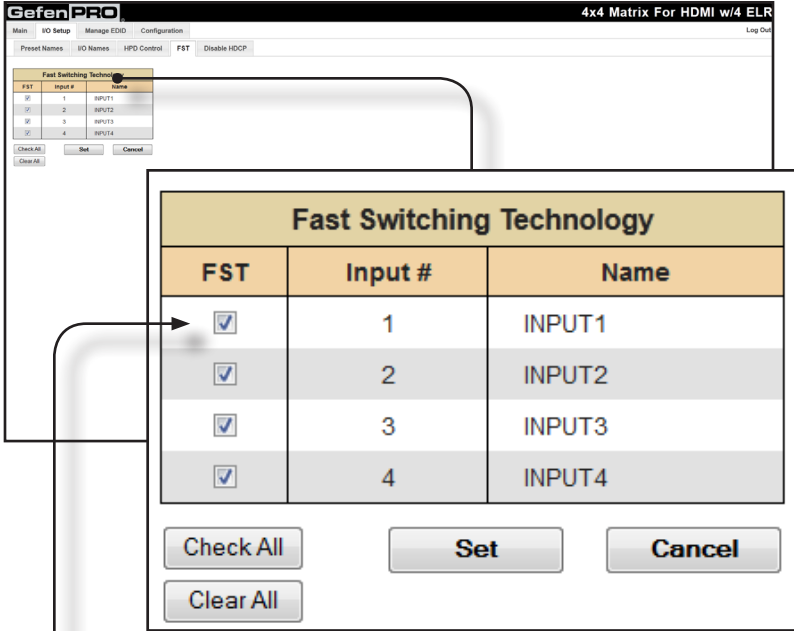 Gefen PRO 4x4 Matrix For HDMI w/4 ELR
Main I/O Setup Manage EDID Configuration Log Out
Preset Names I/O Names HPD Control FST Disable HDCP
Fast Switching Technology
FST Input # Name
1 INPUT1
2 INPUT2
3 INPUT3
4 INPUT4
Check All Set Cancel
Clear All
Fast Switching Technology
FST Input # Name
1 INPUT1
2 INPUT2
3 INPUT3
4 INPUT4
Check All Set Cancel
Clear All